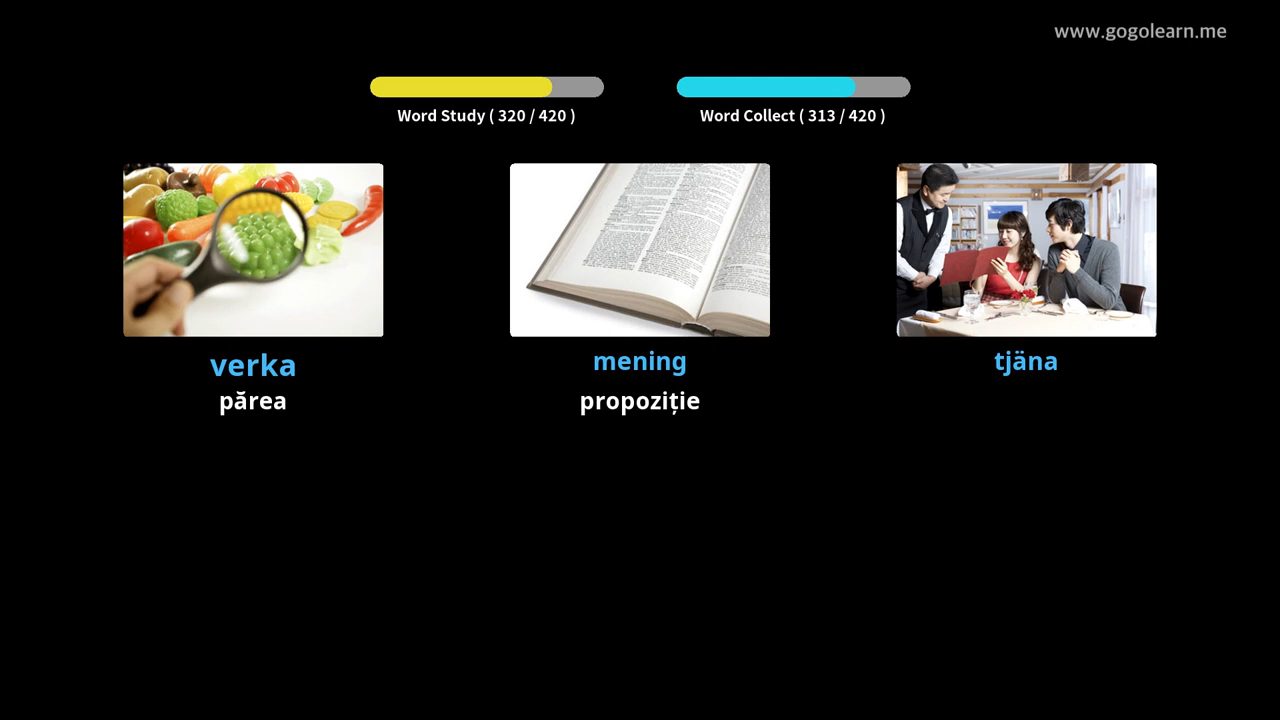 www.gogolearn.me
Word Study ( 320 / 420 )
Word Collect ( 313 / 420 )
verka
părea
mening
propoziție
tjäna